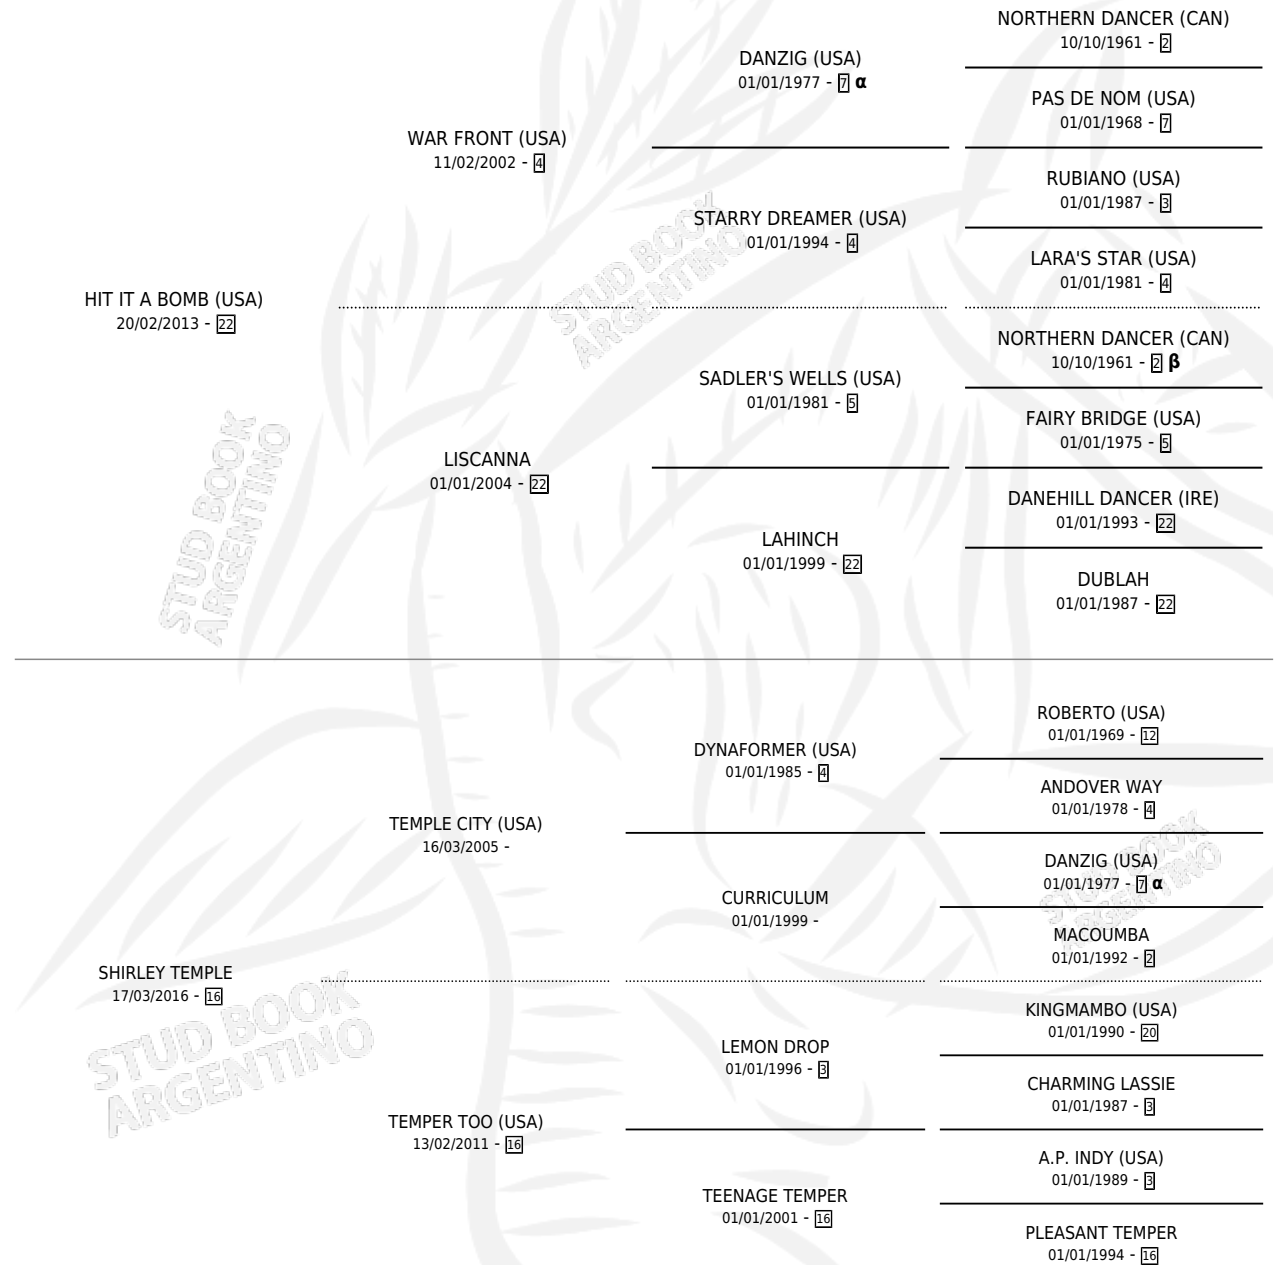 NORTHERN DANCER (CAN)
10/10/1961 - 2
DANZIG (USA)
01/01/1977 - 7 α
PAS DE NOM (USA)
01/01/1968 - 7
WAR FRONT (USA)
11/02/2002 - 4
RUBIANO (USA)
01/01/1987 - 3
STARRY DREAMER (USA)
01/01/1994 - 4
LARA'S STAR (USA)
01/01/1981 - 4
HIT IT A BOMB (USA)
20/02/2013 - 22
NORTHERN DANCER (CAN)
10/10/1961 - 2 β
SADLER'S WELLS (USA)
01/01/1981 - 5
FAIRY BRIDGE (USA)
01/01/1975 - 5
LISCANNA
01/01/2004 - 22
DANEHILL DANCER (IRE)
01/01/1993 - 22
LAHINCH
01/01/1999 - 22
DUBLAH
01/01/1987 - 22
ROBERTO (USA)
01/01/1969 - 12
DYNAFORMER (USA)
01/01/1985 - 4
ANDOVER WAY
01/01/1978 - 4
TEMPLE CITY (USA)
16/03/2005 -
DANZIG (USA)
01/01/1977 - 7 α
CURRICULUM
01/01/1999 -
MACOUMBA
01/01/1992 - 2
SHIRLEY TEMPLE
17/03/2016 - 16
KINGMAMBO (USA)
01/01/1990 - 20
LEMON DROP
01/01/1996 - 3
CHARMING LASSIE
01/01/1987 - 3
TEMPER TOO (USA)
13/02/2011 - 16
A.P. INDY (USA)
01/01/1989 - 3
TEENAGE TEMPER
01/01/2001 - 16
PLEASANT TEMPER
01/01/1994 - 16
STUD BOOK
ARGENTINO
STUD BOOK
ARGENTINO
STUD BOOK
ARGENTINO
STUD BOOK
ARGENTINO